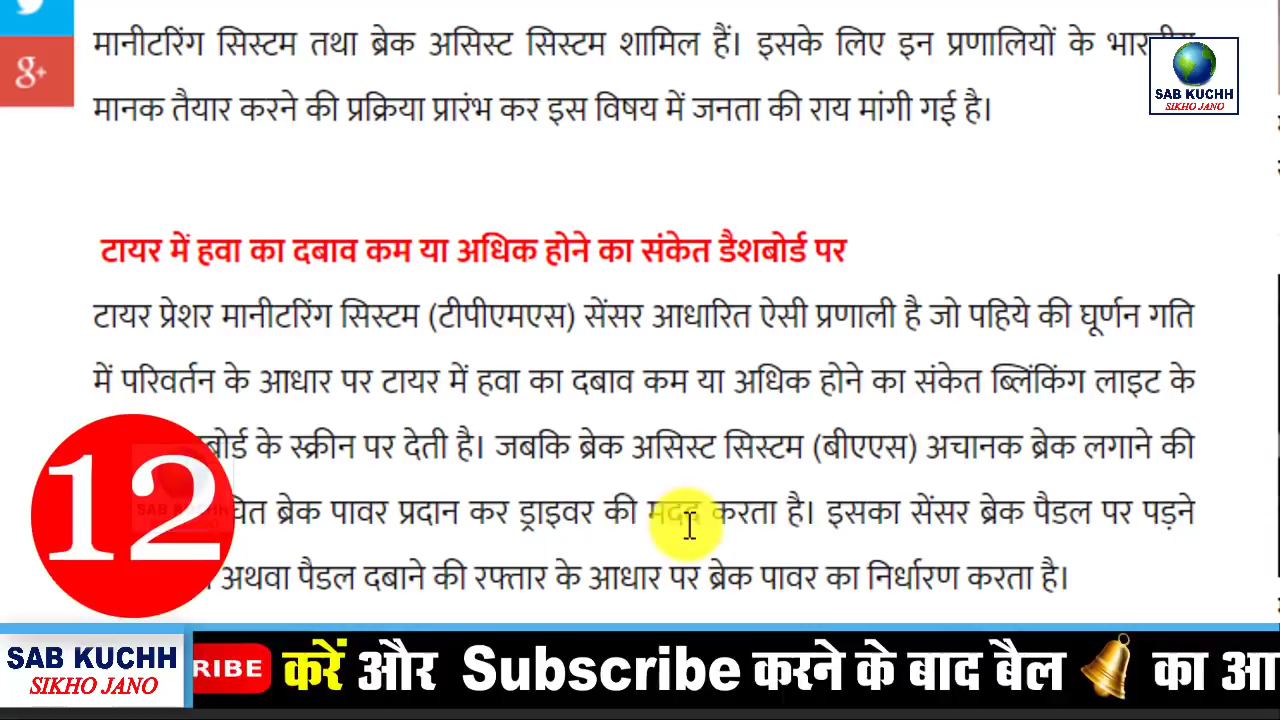 g+
मानीटरिंग सिस्टम तथा ब्रेक असिस्ट सिस्टम शामिल हैं। इसके लिए इन प्रणालियों के
मानक तैयार करने की प्रक्रिया प्रारंभ कर इस विषय में जनता की राय मांगी गई है।
SAB KUCHH
SIKHO JANO
टायर में हवा का दबाव कम या अधिक होने का संकेत डैशबोर्ड पर
टायर प्रेशर मानीटरिंग सिस्टम (टीपीएमएस) सेंसर आधारित ऐसी प्रणाली है जो पहिये की घूर्णन गति
में परिवर्तन के आधार पर टायर में हवा का दबाव कम या अधिक होने का संकेत ब्लिंकिंग लाइट के
बोर्ड के स्क्रीन पर देती है। जबकि ब्रेक असिस्ट सिस्टम (बीएएस) अचानक ब्रेक लगाने की
ब्रेक पावर प्रदान कर ड्राइवर की मदद करता है। इसका सेंसर ब्रेक पैडल पर पड़ने
अथवा पैडल दबाने की रफ्तार के आधार पर ब्रेक पावर का निर्धारण करता है।
12
SAB KUCHH
SIKHO JANO
RIBE करें और Subscribe करने के बाद बैल का आ